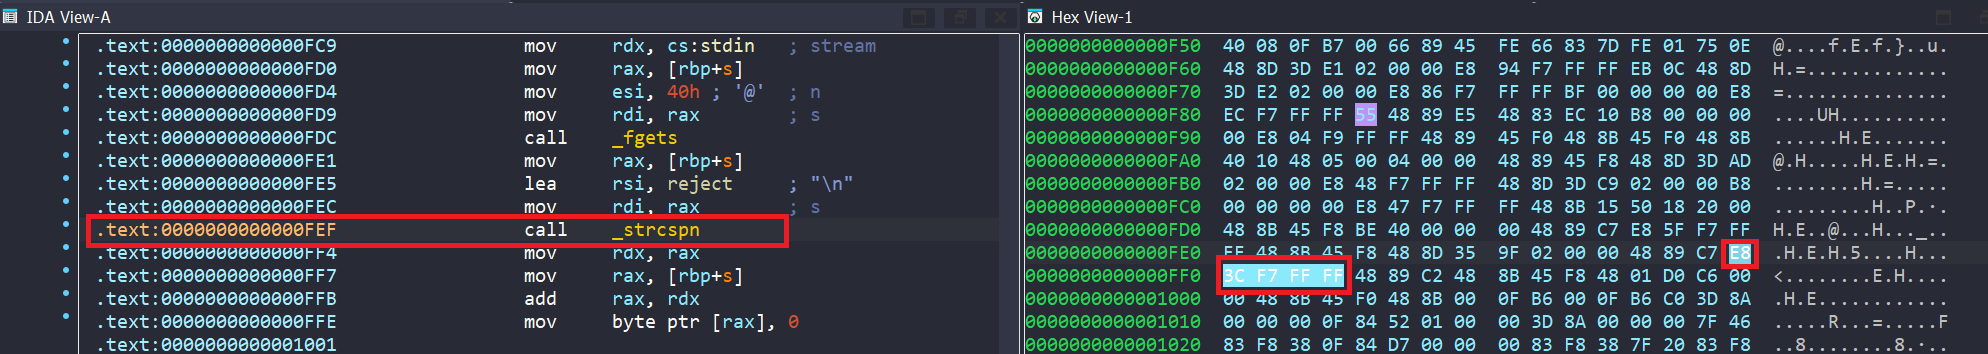 IDA View-A
.text:0000000000000FC9 mov rdx, cs:stdin ; stream
.text:0000000000000FD0 mov rax, [rbp+s]
.text:0000000000000FD4 mov esi, 40h ; '@' ; n
.text:0000000000000FD9 mov rdi, rax ; s
.text:0000000000000FDC call _fgets
.text:0000000000000FE1 mov rax, [rbp+s]
.text:0000000000000FE5 lea rsi, reject ; "\n"
.text:0000000000000FEC mov rdi, rax ; s
.text:0000000000000FEF call _strcspn
.text:0000000000000FF4 mov rdx, rax
.text:0000000000000FF7 mov rax, [rbp+s]
.text:0000000000000FFB add rax, rdx
.text:0000000000000FFE mov byte ptr [rax], 0
.text:0000000000001001
Hex View-1
0000000000000F50 40 08 0F B7 00 66 89 45 FE 66 83 7D FE 01 75 0E @....f.E.f.}..u.
0000000000000F60 48 8D 3D E1 02 00 00 E8 94 F7 FF FF EB 0C 48 8D H.=.............
0000000000000F70 3D E2 02 00 00 E8 86 F7 FF FF BF 00 00 00 00 E8 =...............
0000000000000F80 EC F7 FF FF 55 48 89 E5 48 83 EC 10 B8 00 00 00 ....UH..........
0000000000000F90 00 E8 04 F9 FF FF 48 89 45 F0 48 8B 45 F0 48 8B ......H.E.......
0000000000000FA0 40 10 48 05 00 04 00 00 48 89 45 F8 48 8D 3D AD @.H.....H.E.H.=.
0000000000000FB0 02 00 00 E8 48 F7 FF FF 48 8D 3D C9 02 00 00 B8 ........H.=.....
0000000000000FC0 00 00 00 00 E8 47 F7 FF FF 48 8B 15 50 18 20 00 .........H..P.·.
0000000000000FD0 48 8B 45 F8 BE 40 00 00 00 48 89 C7 E8 5F F7 FF H.E..@...H..._..
0000000000000FE0 FF 48 8B 45 F8 48 8D 35 9F 02 00 00 48 89 C7 E8 .H.E.H.5....H...
0000000000000FF0 3C F7 FF FF 48 89 C2 48 8B 45 F8 48 01 D0 C6 00 <........E.H....
0000000000001000 00 48 8B 45 F0 48 8B 00 0F B6 00 0F B6 C0 3D 8A .H.E............
0000000000001010 00 00 00 0F 84 52 01 00 00 3D 8A 00 00 00 7F 46 .....R...=.....F
0000000000001020 83 F8 38 0F 84 D7 00 00 00 83 F8 38 7F 20 83 F8 ..8........8.·..